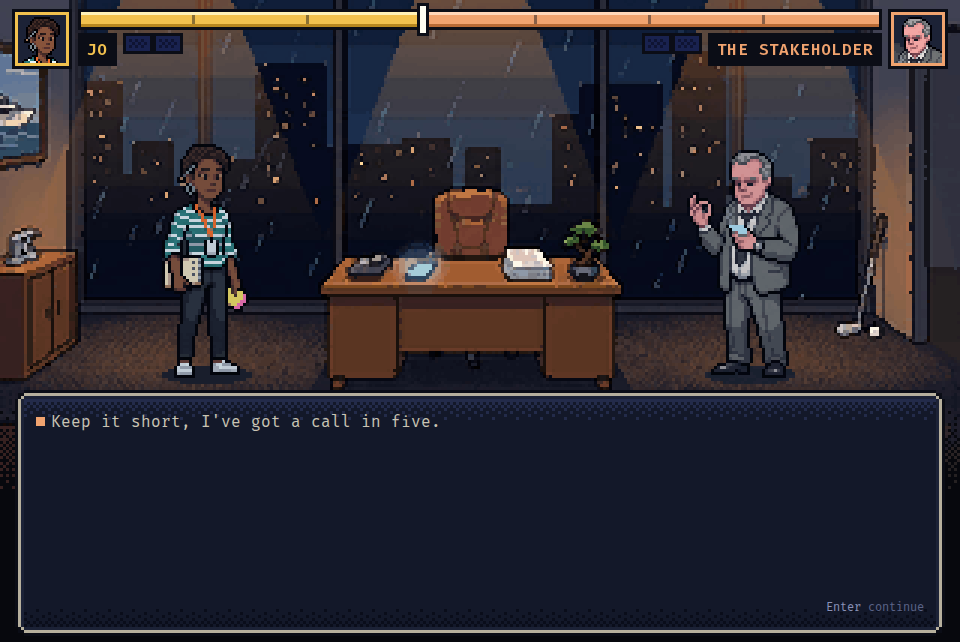 JO
THE STAKEHOLDER
Keep it short, I've got a call in five.
Enter continue